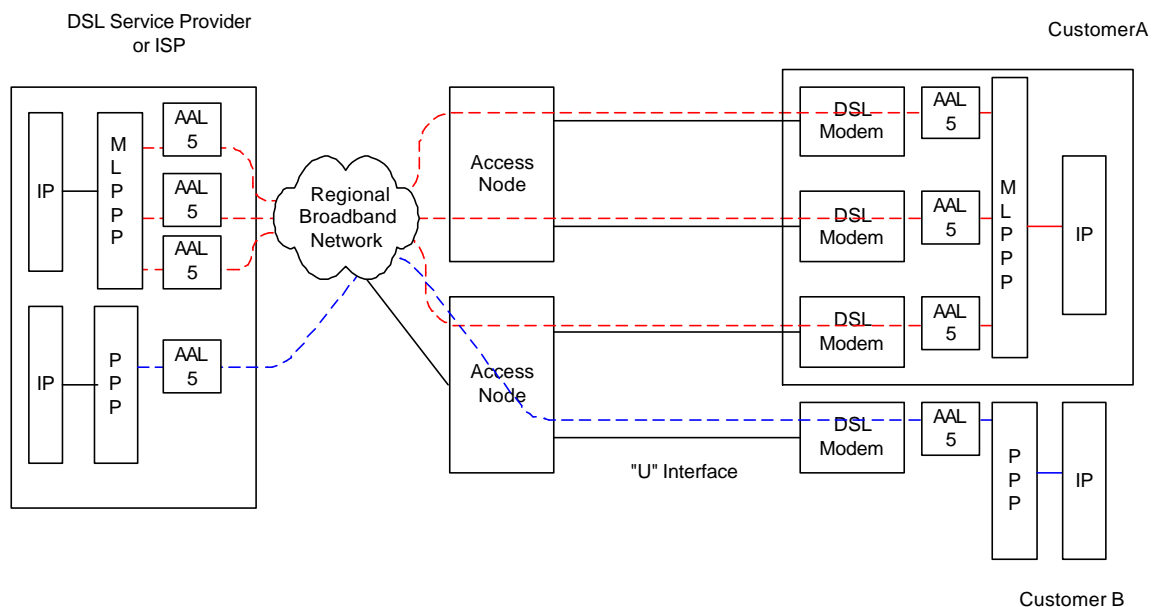 DSL Service Provider
or ISP
CustomerA
IP
M
L
P
P
P
AAL
5
AAL
5
AAL
5
IP
P
P
P
AAL
5
Regional
Broadband
Network
Access
Node
Access
Node
"U" Interface
DSL
Modem
AAL
5
DSL
Modem
AAL
5
DSL
Modem
AAL
5
M
L
P
P
P
IP
DSL
Modem
AAL
5
P
P
P
IP
Customer B